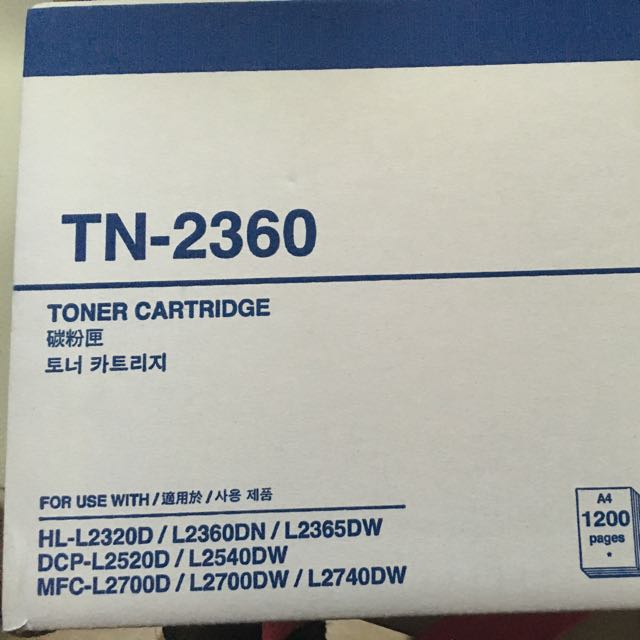 TN-2360
TONER CARTRIDGE
碳粉匣
토너 카트리지
FOR USE WITH / 適用於 / 사용 제품
HL-L2320D / L2360DN / L2365DW
DCP-L2520D / L2540DW
MFC-L2700D / L2700DW / L2740DW
A4
1200
pages
*